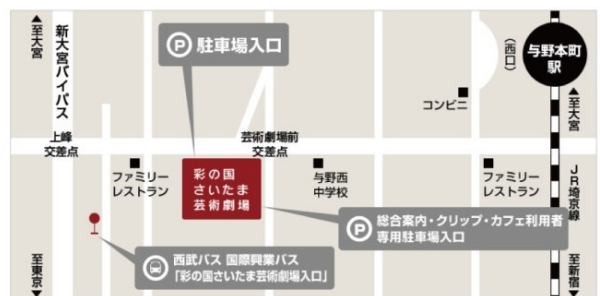 ▲至大宮
新大宮バイパス
P 駐車場入口
(西口)
与野本町
駅
▲至大宮
コンビニ
上峰
交差点
芸術劇場前
交差点
ファミリー
レストラン
彩の国
さいたま
芸術劇場
与野西
中学校
ファミリー
レストラン
JR埼京線
P 総合案内・クリップ・カフェ利用者
専用駐車場入口
西武バス 国際興業バス
「彩の国さいたま芸術劇場入口」
至東京▼
至新宿▼